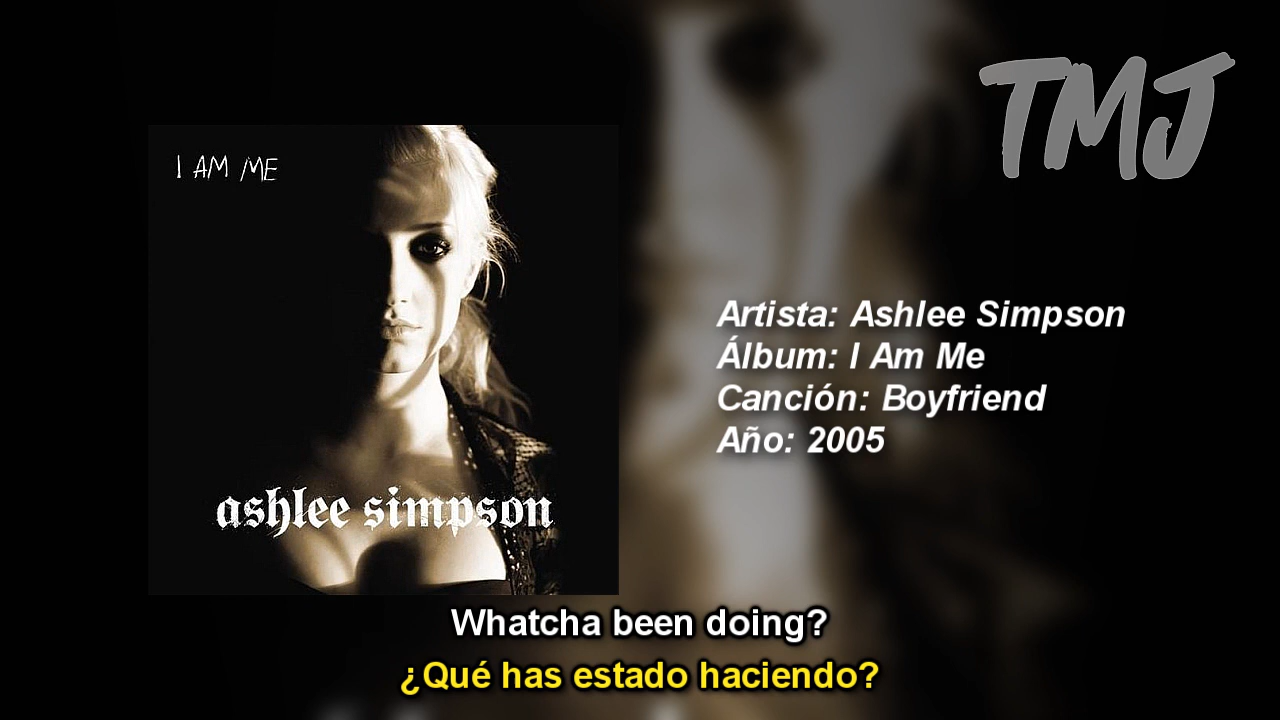 TMJ
I AM ME
ashlee simpson
Artista: Ashlee Simpson
Álbum: I Am Me
Canción: Boyfriend
Año: 2005
Whatcha been doing?
¿Qué has estado haciendo?